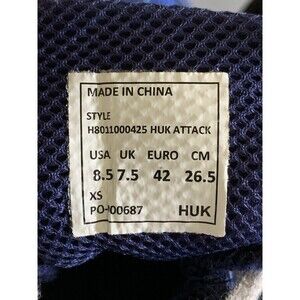 MADE IN CHINA
STYLE
H8011000425 HUK ATTACK
USA UK EURO CM
8.5 7.5 42 26.5
XS
PO-'00687 HUK